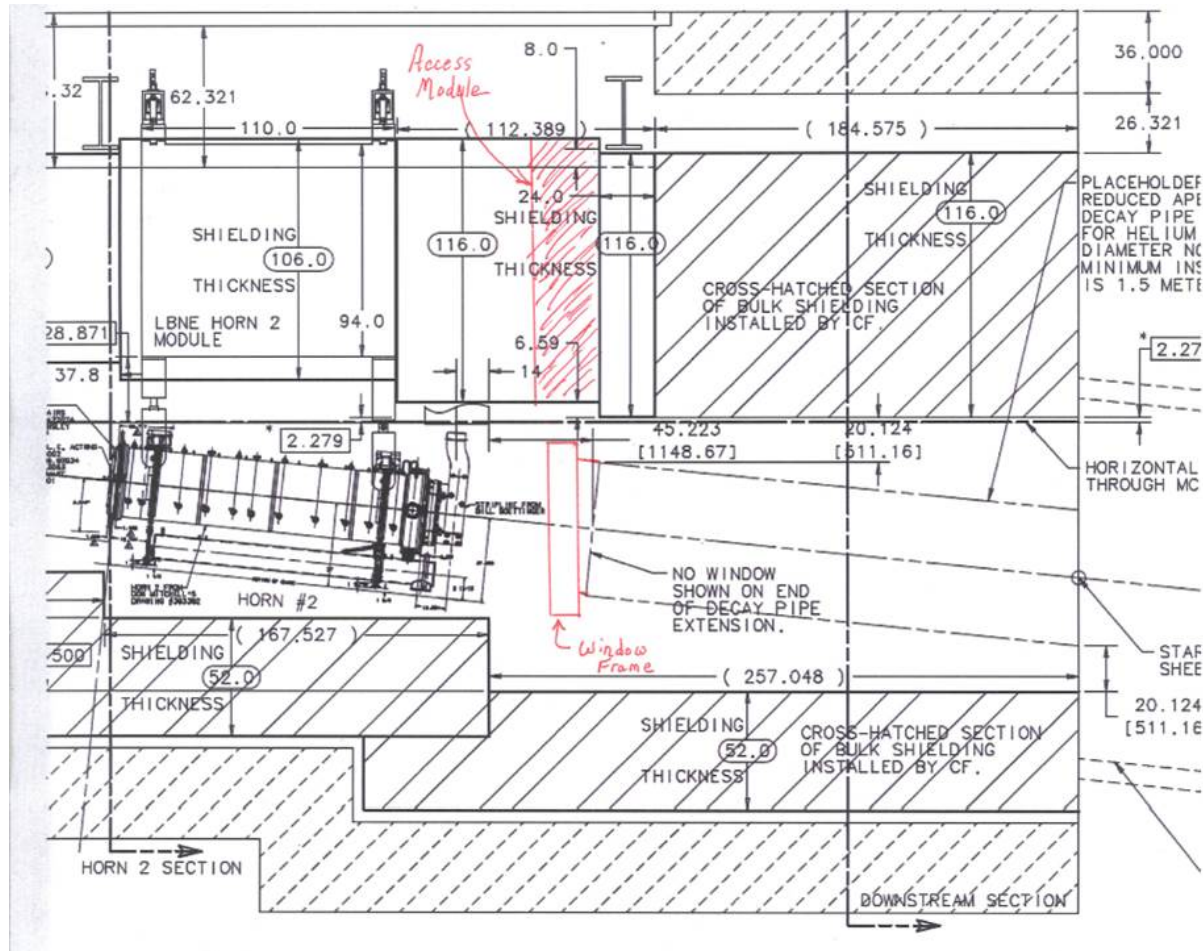 8.0
36.000
Access
Module
.32
62.321
110.0
( 112.389 )
( 184.575 )
26.321
24.0
SHIELDING
116.0
THICKNESS
SHIELDING
106.0
THICKNESS
116.0
SHIELDING
THICKNESS
116.0
PLACEHOLDER
REDUCED APE
DECAY PIPE
FOR HELIUM
DIAMETER NO
MINIMUM INS
IS 1.5 METE
CROSS-HATCHED SECTION
OF BULK SHIELDING
INSTALLED BY CF.
LBNE HORN 2
MODULE
94.0
28.871
37.8
6.59
14
* 2.27
* 2.279
45.223
[1148.67]
20.124
[511.16]
HORIZONTAL
THROUGH MC
HORN #2
NO WINDOW
SHOWN ON END
OF DECAY PIPE
EXTENSION.
Window
Frame
STAR
SHEE
( 167.527 )
500
SHIELDING
52.0
THICKNESS
( 257.048 )
20.124
[511.16
SHIELDING
52.0
THICKNESS
CROSS-HATCHED SECTION
OF BULK SHIELDING
INSTALLED BY CF.
HORN 2 SECTION
DOWNSTREAM SECTION